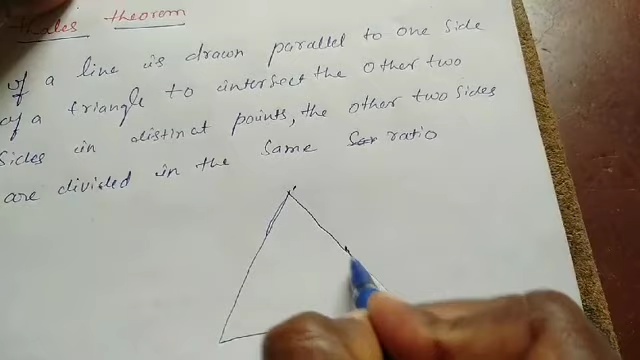 thales theorem
if a line is drawn parallel to one side
of a triangle to intersect the other two
sides in distinct points, the other two sides
are divided in the same ratio